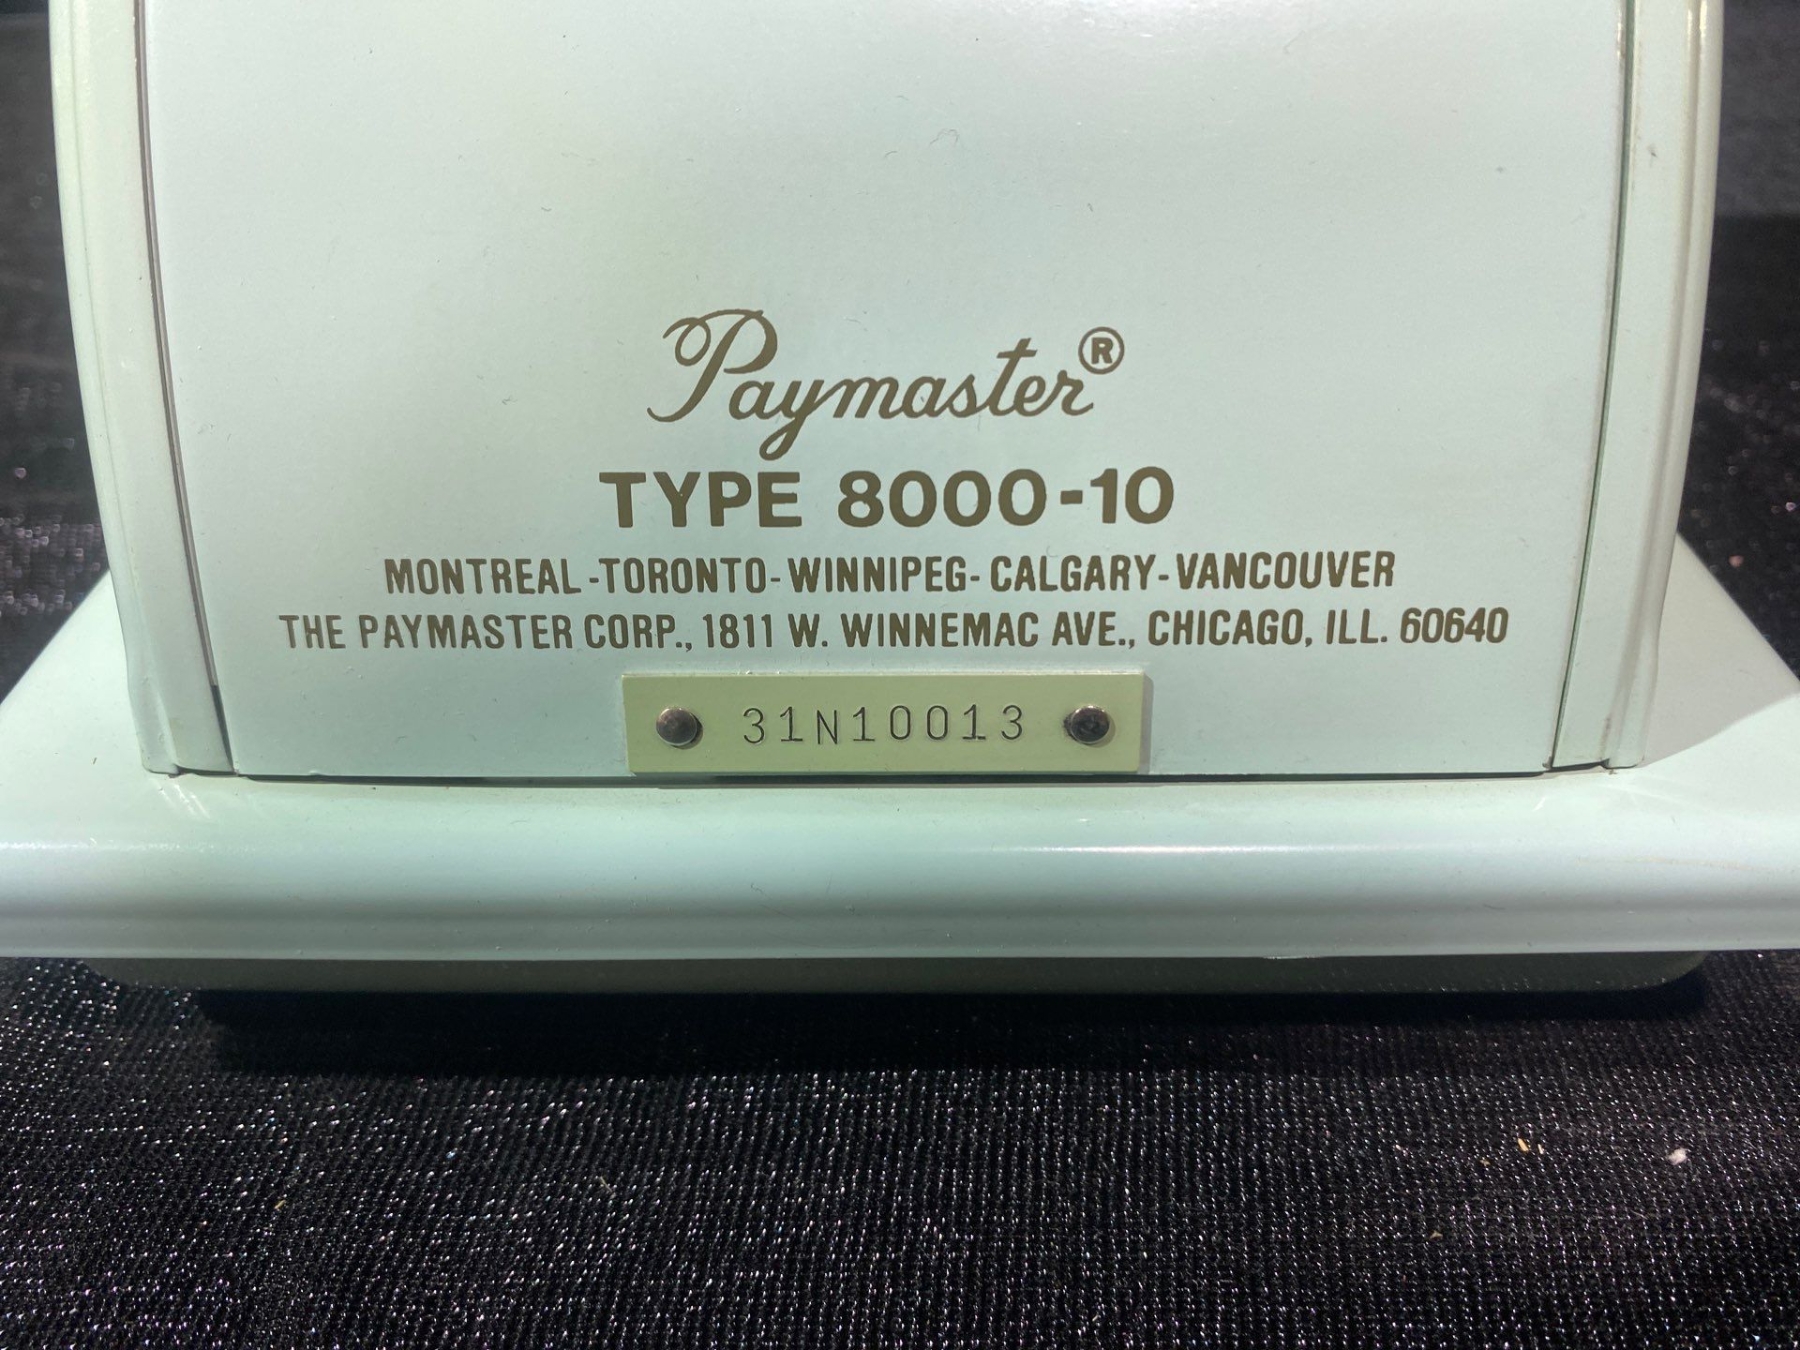 Paymaster®
TYPE 8000-10
MONTREAL-TORONTO-WINNIPEG-CALGARY-VANCOUVER
THE PAYMASTER CORP., 1811 W. WINNEMAC AVE., CHICAGO, ILL. 60640
31N10013